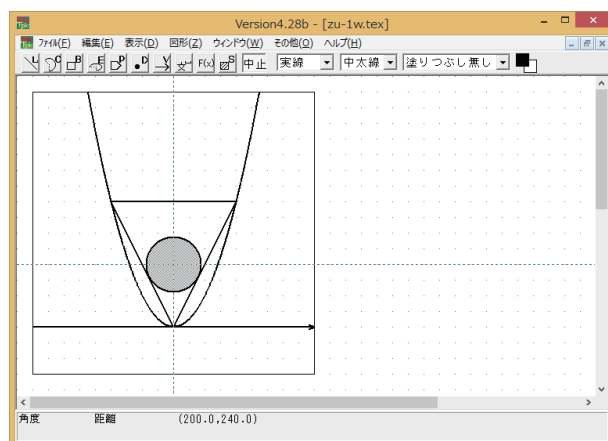 Version4.28b - [zu-1w.tex]
ファイル(F) 編集(E) 表示(D) 図形(Z) ウィンドウ(W) その他(O) ヘルプ(H)
L C B E P D V 文 F(x) S 中止 実線 中太線 塗りつぶし無し
角度 距離 (200.0,240.0)